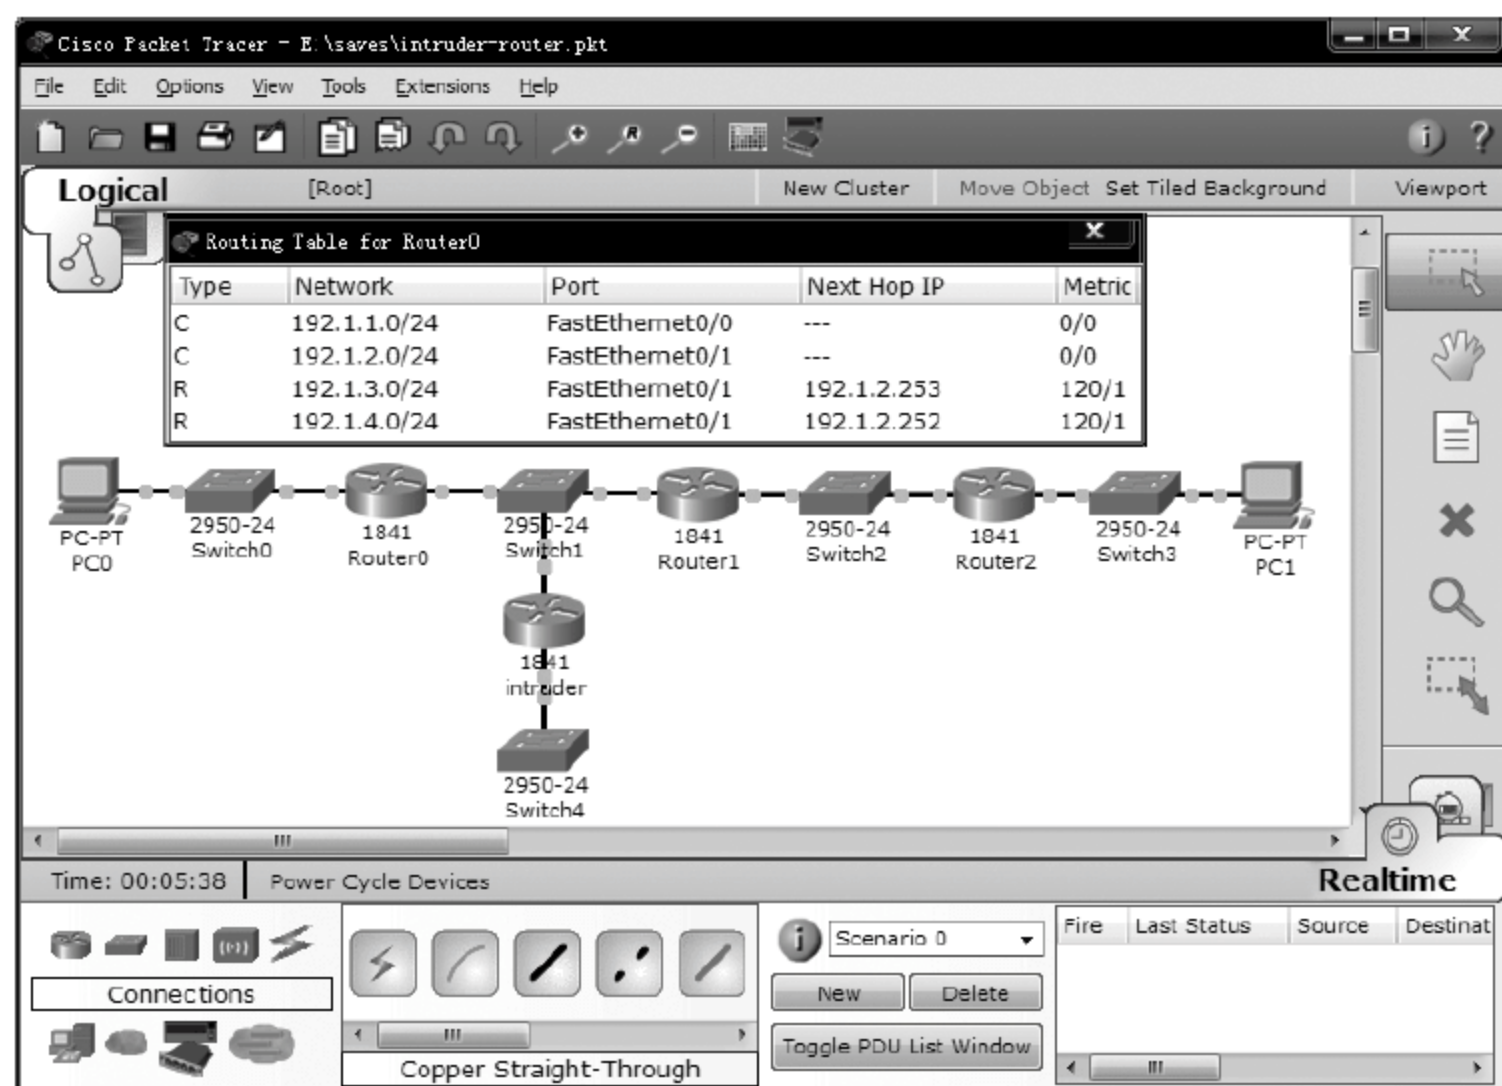 Cisco Packet Tracer - E:\saves\intruder-router.pkt
File Edit Options View Tools Extensions Help
Logical [Root] New Cluster Move Object Set Tiled Background Viewport
Routing Table for Router0
Type Network Port Next Hop IP Metric
C 192.1.1.0/24 FastEthernet0/0 --- 0/0
C 192.1.2.0/24 FastEthernet0/1 --- 0/0
R 192.1.3.0/24 FastEthernet0/1 192.1.2.253 120/1
R 192.1.4.0/24 FastEthernet0/1 192.1.2.252 120/1
PC-PT
PC0
2950-24
Switch0
1841
Router0
2950-24
Switch1
1841
Router1
2950-24
Switch2
1841
Router2
2950-24
Switch3
PC-PT
PC1
1841
intruder
2950-24
Switch4
Time: 00:05:38 Power Cycle Devices
Realtime
Connections
Copper Straight-Through
Scenario 0
New Delete
Toggle PDU List Window
Fire Last Status Source Destinat